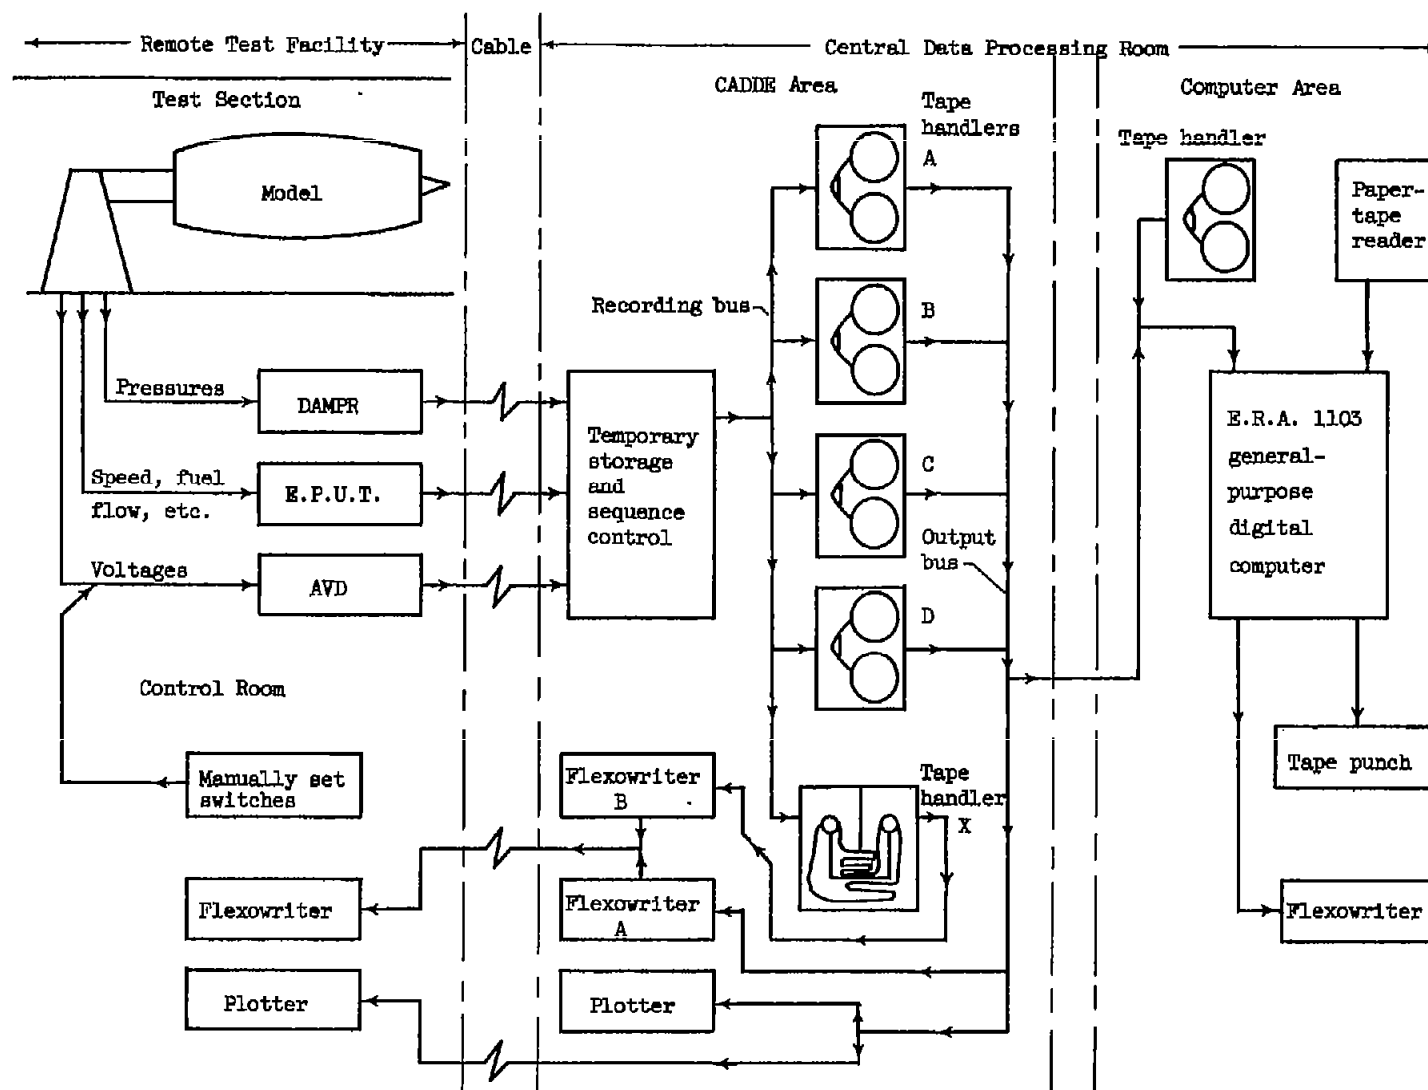 Remote Test Facility
Cable
Central Data Processing Room
Test Section
CADDE Area
Computer Area
Tape
handlers
A
Tape handler
Model
Paper-
tape
reader
Recording bus
B
Pressures
DAMPR
Temporary
storage
and
sequence
control
E.R.A. 1103
general-
purpose
digital
computer
C
Speed, fuel
flow, etc.
E.P.U.T.
Output
bus
Voltages
AVD
D
Control Room
Manually set
switches
Flexowriter
B
Tape
handler
X
Tape punch
Flexowriter
Flexowriter
A
Flexowriter
Plotter
Plotter